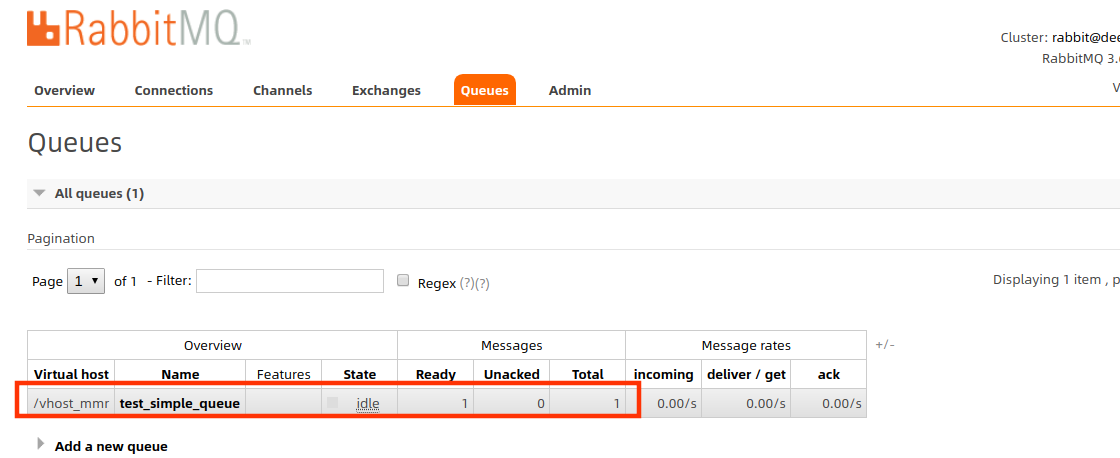 RabbitMQ™
Cluster: rabbit@dee
RabbitMQ 3.
Overview Connections Channels Exchanges Queues Admin
V
Queues
All queues (1)
Pagination
Page 1 of 1 - Filter: Regex (?)(?)
Displaying 1 item , p
Overview Messages Message rates +/-
Virtual host Name Features State Ready Unacked Total incoming deliver / get ack
/vhost_mmr test_simple_queue idle 1 0 1 0.00/s 0.00/s 0.00/s
Add a new queue